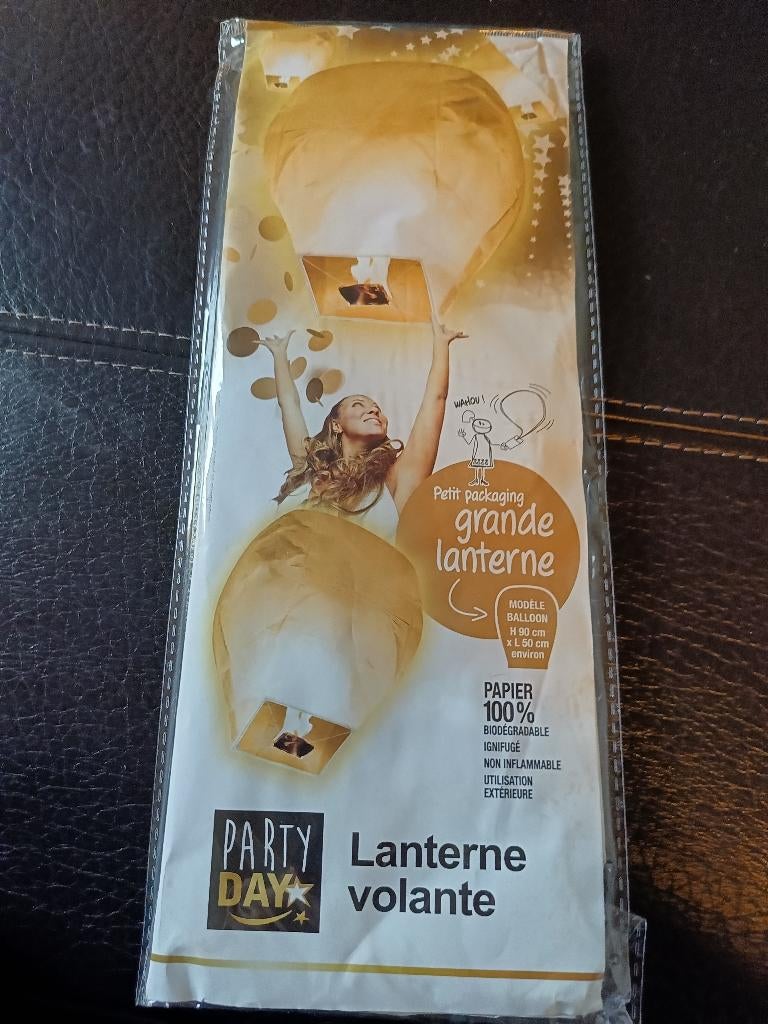 WAHOU !
Petit packaging
grande
lanterne
MODÈLE
BALLOON
H 90 cm
x L 50 cm
environ
PAPIER
100%
BIODÉGRADABLE
IGNIFUGÉ
NON INFLAMMABLE
UTILISATION
EXTÉRIEURE
PARTY
DAY
Lanterne
volante